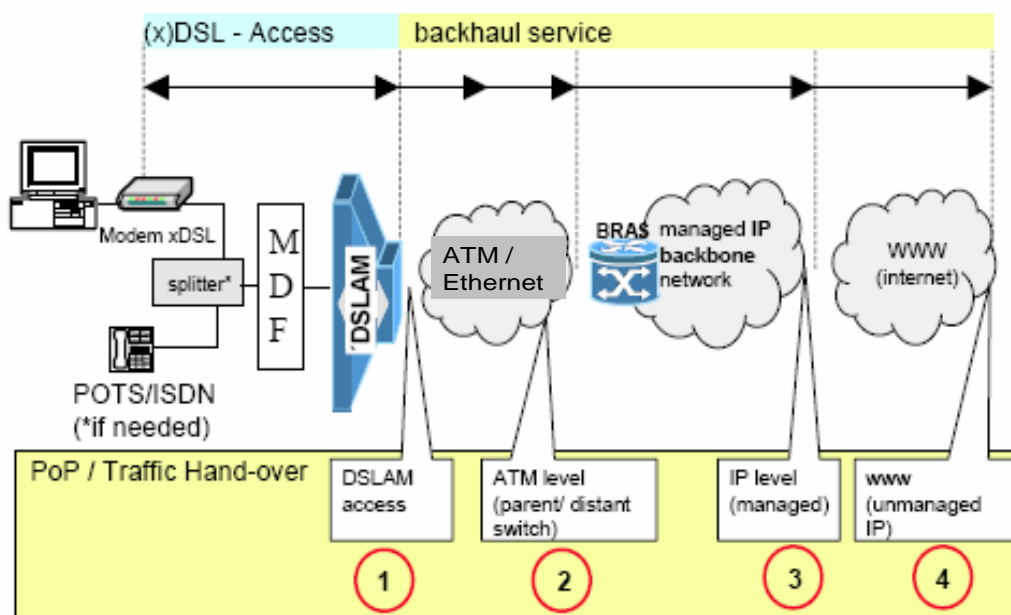 (x)DSL - Access
backhaul service
Modem xDSL
splitter*
M
D
F
DSLAM
ATM /
Ethernet
BRAS
managed IP
backbone
network
WWW
(internet)
POTS/ISDN
(*if needed)
PoP / Traffic Hand-over
DSLAM
access
ATM level
(parent/ distant
switch)
IP level
(managed)
www
(unmanaged
IP)
1
2
3
4